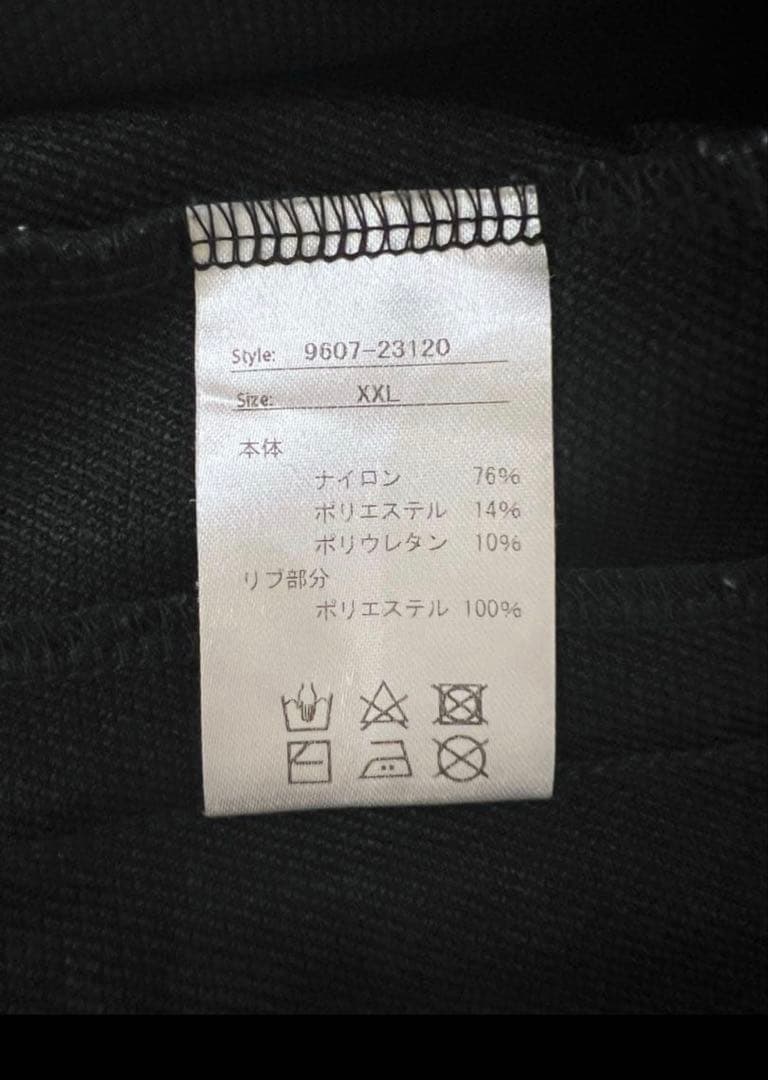 Style: 9607-23120
Size: XXL
本体
ナイロン 76%
ポリエステル 14%
ポリウレタン 10%
リブ部分
ポリエステル 100%